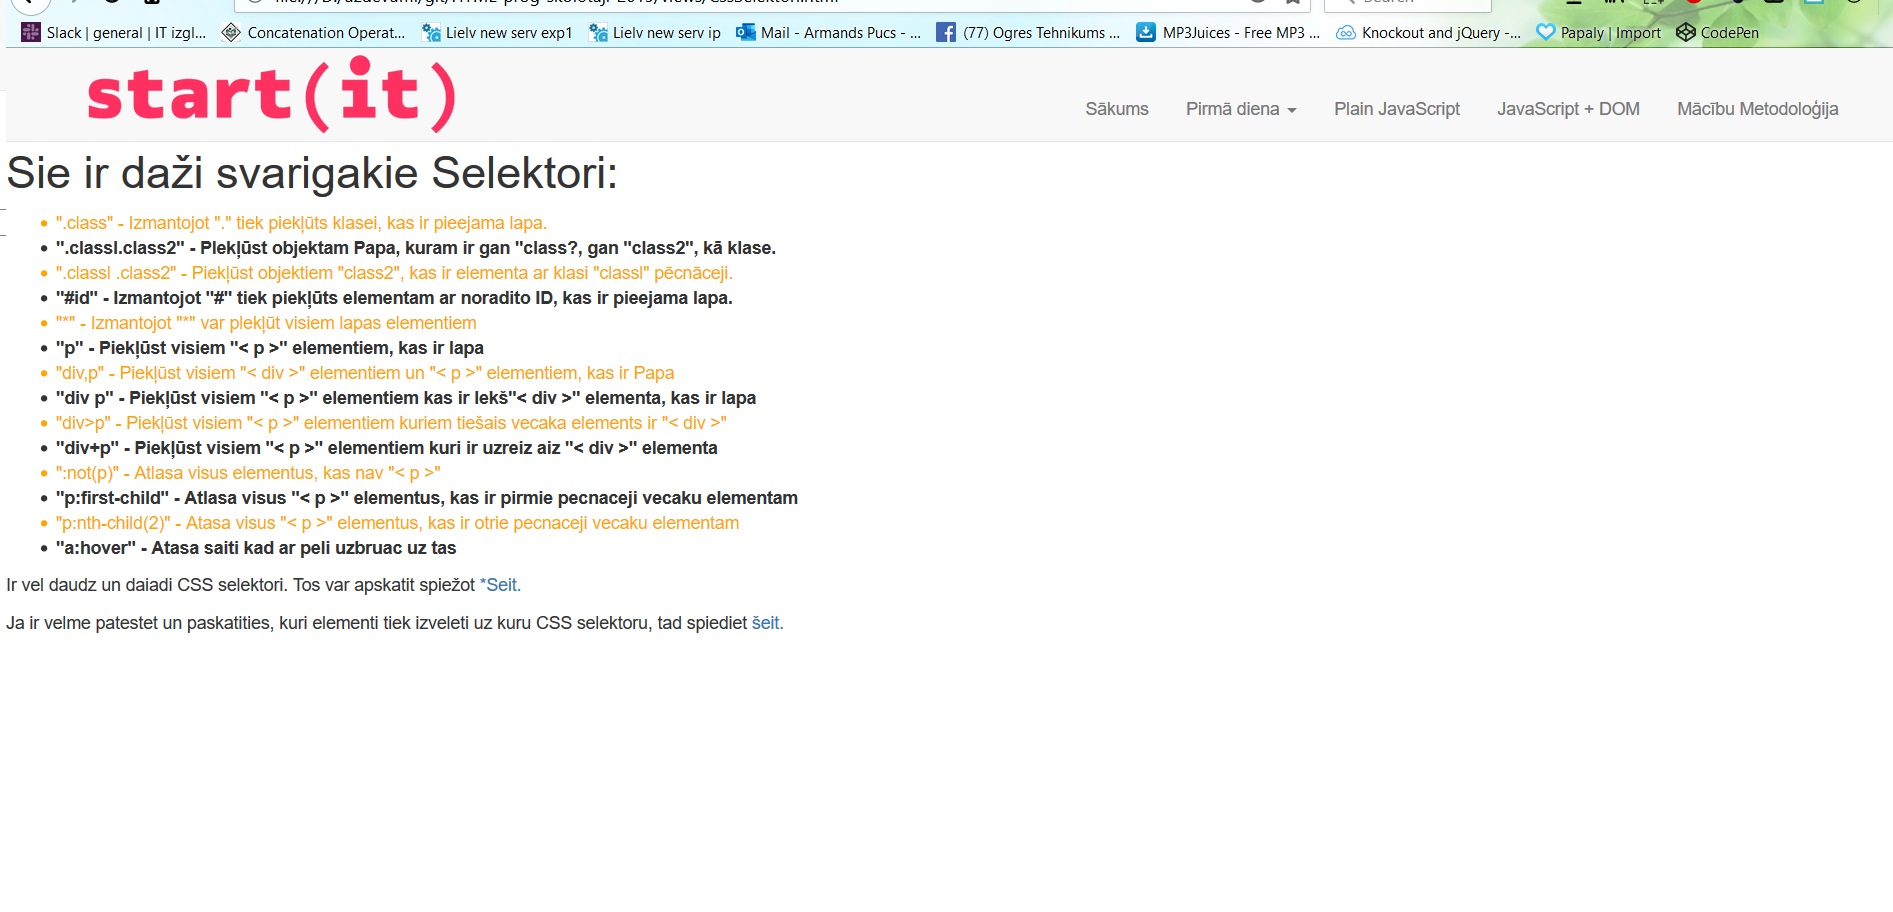 Slack | general | IT izgl... Concatenation Operat... Lielv new serv exp1 Lielv new serv ip Mail - Armands Pucs - ... (77) Ogres Tehnikums ... MP3Juices - Free MP3 ... Knockout and jQuery -... Papaly | Import CodePen
start(it)
Sākums Pirmā diena Plain JavaScript JavaScript + DOM Mācību Metodoloģija
Sie ir daži svarigakie Selektori:
".class" - Izmantojot "." tiek piekļūts klasei, kas ir pieejama lapa.
".classl.class2" - Plekļūst objektam Papa, kuram ir gan "class?, gan "class2", kā klase.
".classl .class2" - Piekļūst objektiem "class2", kas ir elementa ar klasi "classl" pēcnāceji.
"#id" - Izmantojot "#" tiek piekļūts elementam ar noradito ID, kas ir pieejama lapa.
"*" - Izmantojot "*" var plekļūt visiem lapas elementiem
"p" - Piekļūst visiem "< p >" elementiem, kas ir lapa
"div,p" - Piekļūst visiem "< div >" elementiem un "< p >" elementiem, kas ir Papa
"div p" - Piekļūst visiem "< p >" elementiem kas ir lekš"< div >" elementa, kas ir lapa
"div>p" - Piekļūst visiem "< p >" elementiem kuriem tiešais vecaka elements ir "< div >"
"div+p" - Piekļūst visiem "< p >" elementiem kuri ir uzreiz aiz "< div >" elementa
":not(p)" - Atlasa visus elementus, kas nav "< p >"
"p:first-child" - Atlasa visus "< p >" elementus, kas ir pirmie pecnaceji vecaku elementam
"p:nth-child(2)" - Atasa visus "< p >" elementus, kas ir otrie pecnaceji vecaku elementam
"a:hover" - Atasa saiti kad ar peli uzbruac uz tas
Ir vel daudz un daiadi CSS selektori. Tos var apskatit spiežot *Seit.
Ja ir velme patestet un paskatities, kuri elementi tiek izveleti uz kuru CSS selektoru, tad spiediet šeit.